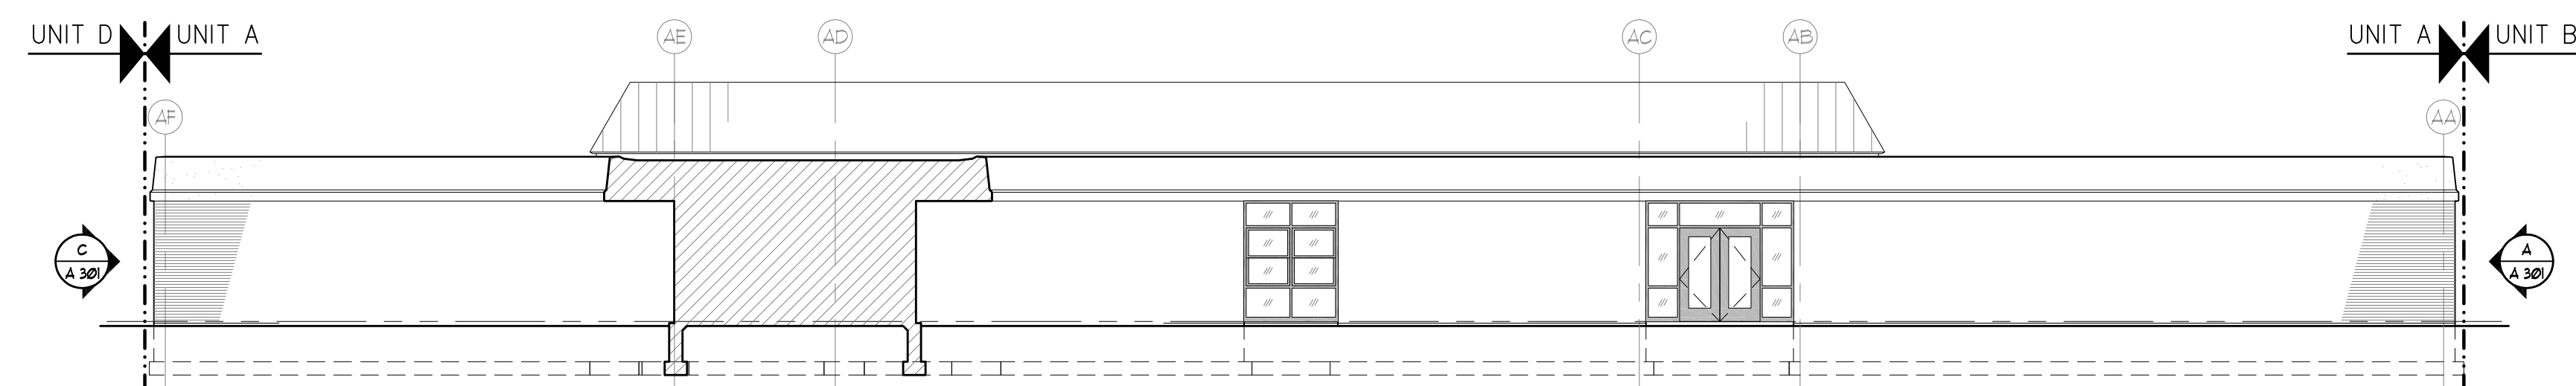 UNIT D UNIT A
AE AD AC AB
UNIT A UNIT B
AF AA
C
A 301
A
A 301